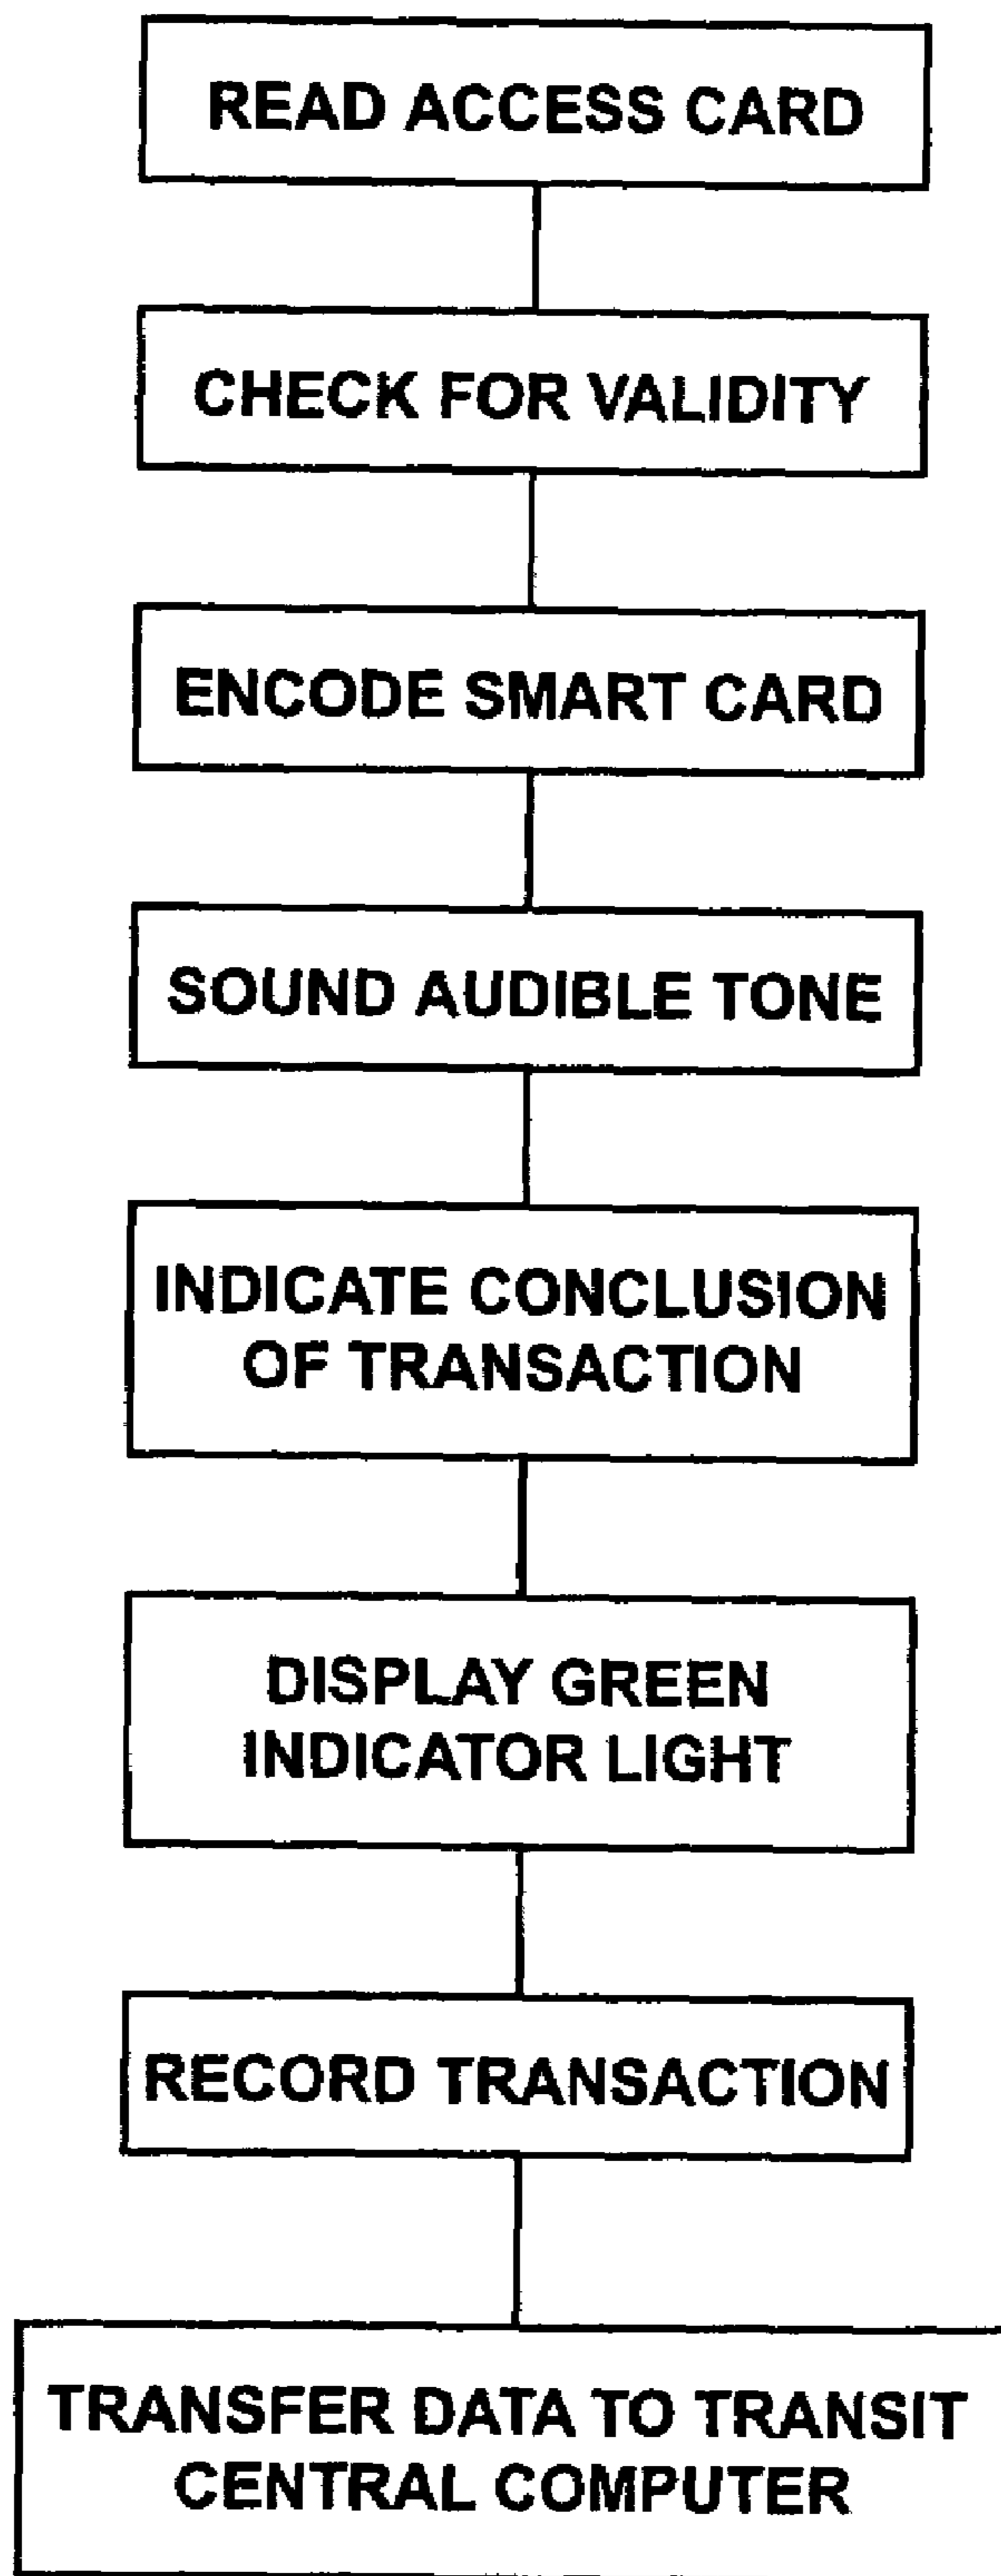 READ ACCESS CARD
CHECK FOR VALIDITY
ENCODE SMART CARD
SOUND AUDIBLE TONE
INDICATE CONCLUSION
OF TRANSACTION
DISPLAY GREEN
INDICATOR LIGHT
RECORD TRANSACTION
TRANSFER DATA TO TRANSIT
CENTRAL COMPUTER